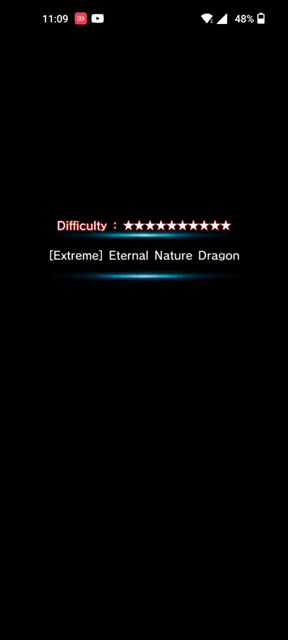 11:09 48%
Difficulty : ★★★★★★★★★★
[Extreme] Eternal Nature Dragon